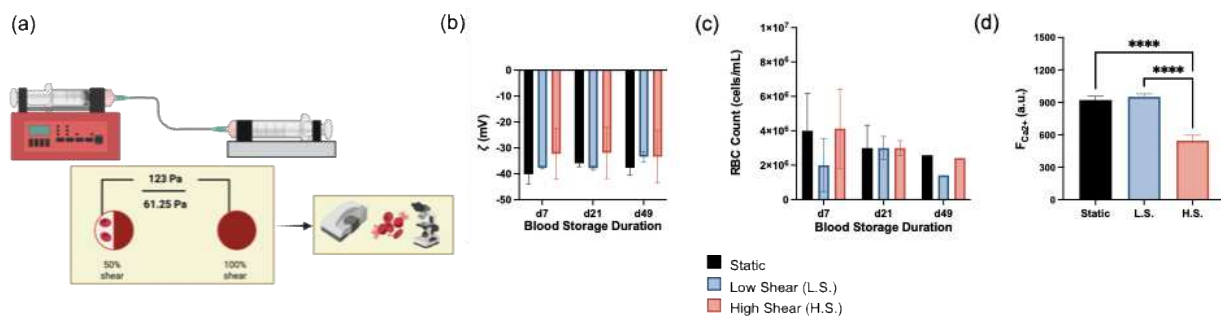 (a)
123 Pa
61.25 Pa
50%
shear
100%
shear
(b)
0
-10
-20
-30
-40
-50
ζ
(mV)
d7
d21
d49
Blood Storage Duration
(c)
1×10⁷
8×10⁶
6×10⁶
4×10⁶
2×10⁶
0
RBC Count (cells/mL)
d7
d21
d49
Blood Storage Duration
Static
Low Shear (L.S.)
High Shear (H.S.)
(d)
1500
1200
900
600
300
0
F Ca2+ (a.u.)
****
****
Static
L.S.
H.S.